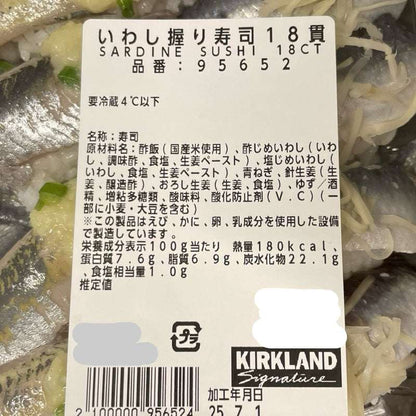 いわし握り寿司18貫
SARDINE SUSHI 18CT
品番:95652
要冷蔵4℃以下
名称:寿司
原材料名:酢飯(国産米使用)、酢じめいわし(いわ
し、調味酢、食塩、生姜ペースト)、塩じめいわし(
いわし、食塩、生姜ペースト)、青ねぎ、針生姜(生
姜、醸造酢)、おろし生姜(生姜、食塩)、ゆず/酒
精、増粘多糖類、酸味料、酸化防止剤(V.C)(一
部に小麦・大豆を含む)
※この製品はえび、かに、卵、乳成分を使用した設備
で製造しています。
栄養成分表示100g当たり 熱量180kcal、
蛋白質7.6g、脂質6.9g、炭水化物22.1g
、食塩相当量1.0g
推定値
プラ
KIRKLAND
Signature
加工年月日
2100000 956524
25.7.1